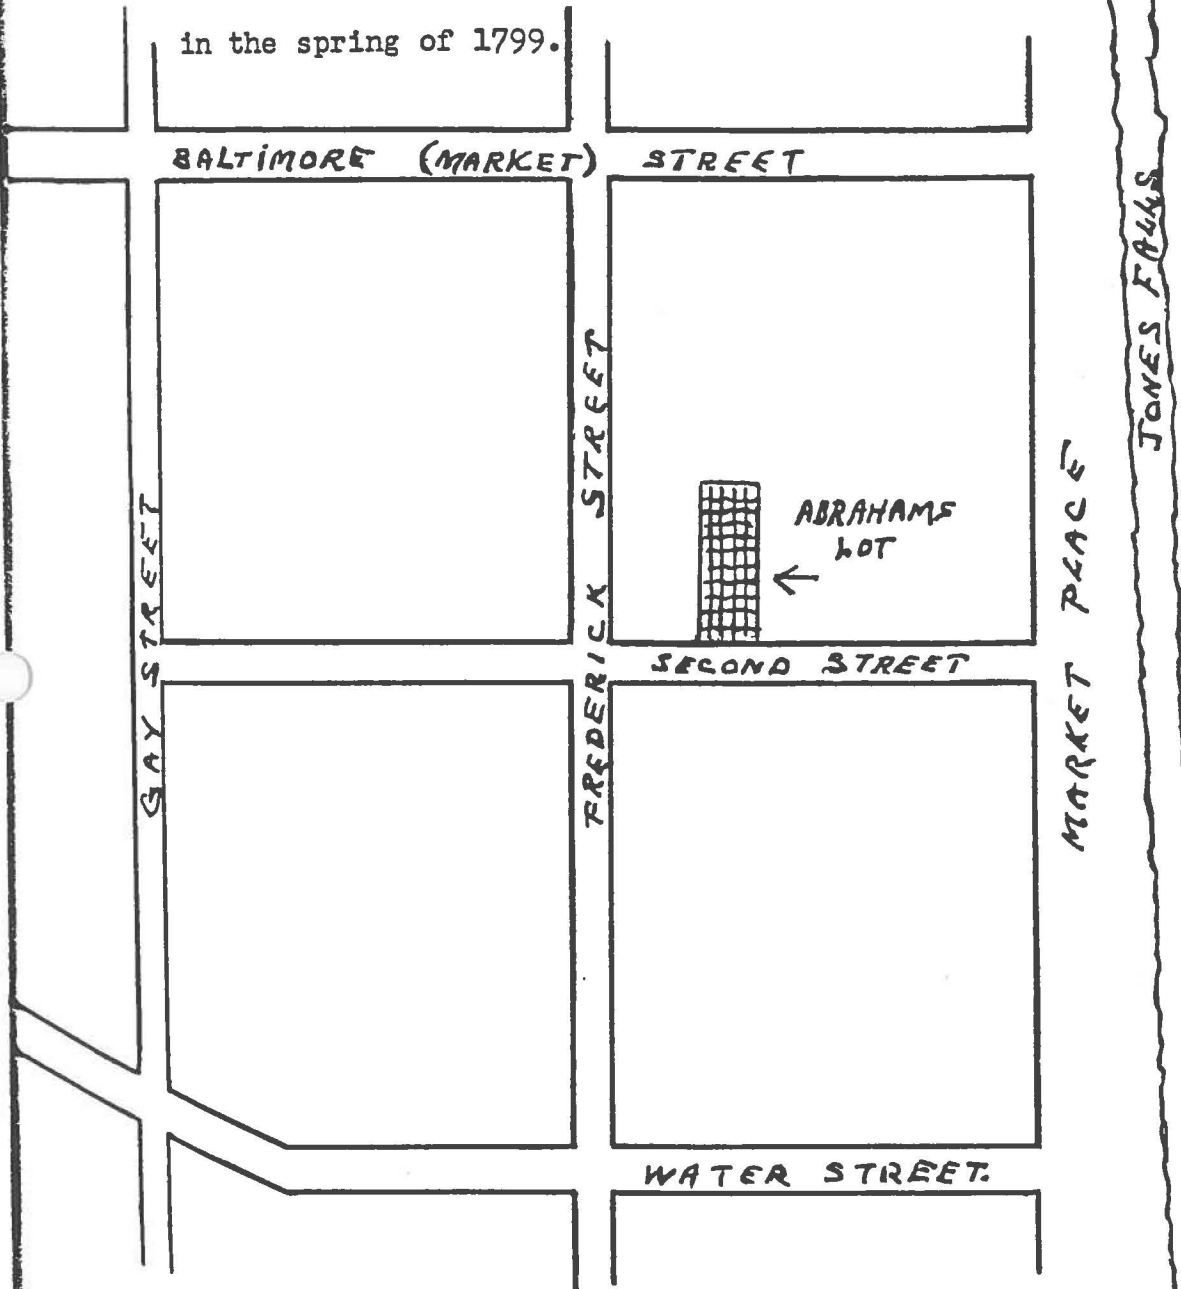 in the spring of 1799.
BALTIMORE (MARKET) STREET
JONES FALLS
FREDERICK STREET
GAY STREET
ABRAHAMS
LOT
MARKET PLACE
SECOND STREET
WATER STREET.